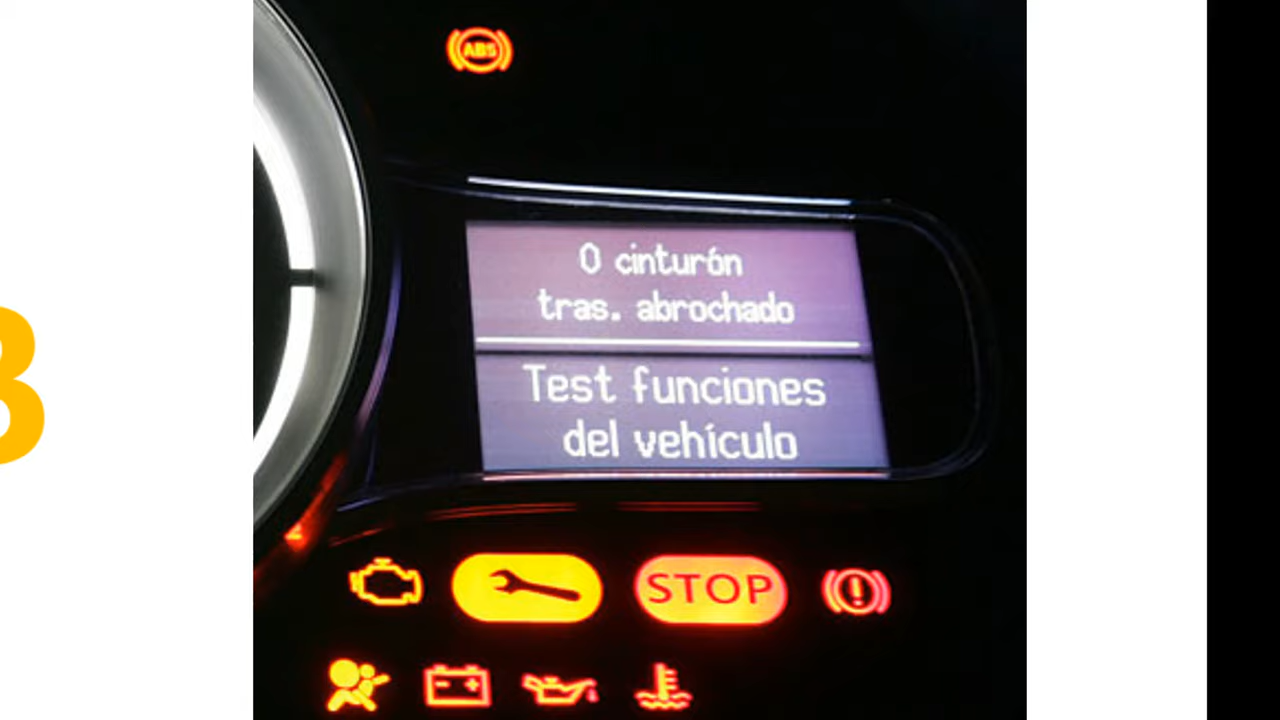 ABS
0 cinturón
tras. abrochado
Test funciones
del vehículo
STOP